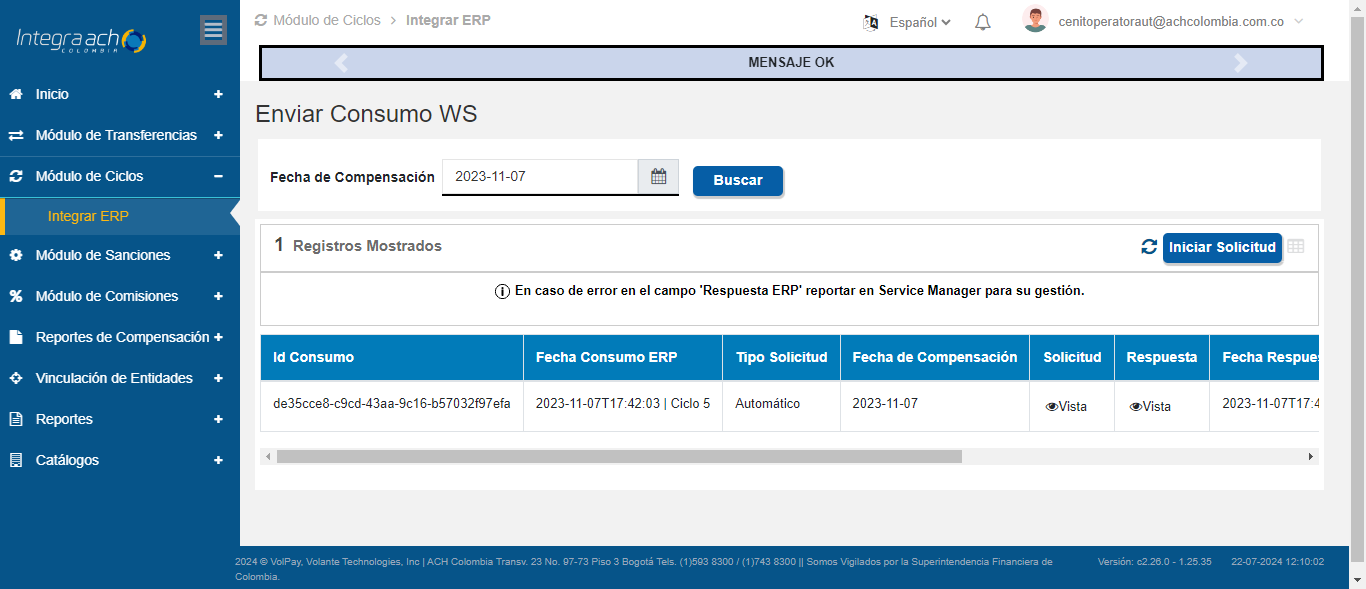 Integra ach
COLOMBIA
Módulo de Ciclos > Integrar ERP
Español
cenitoperatoraut@achcolombia.com.co
MENSAJE OK
Inicio +
Módulo de Transferencias +
Módulo de Ciclos −
Integrar ERP
Módulo de Sanciones +
Módulo de Comisiones +
Reportes de Compensación +
Vinculación de Entidades +
Reportes +
Catálogos +
Enviar Consumo WS
Fecha de Compensación 2023-11-07 Buscar
1 Registros Mostrados Iniciar Solicitud
En caso de error en el campo 'Respuesta ERP' reportar en Service Manager para su gestión.
Id Consumo Fecha Consumo ERP Tipo Solicitud Fecha de Compensación Solicitud Respuesta Fecha Respues
de35cce8-c9cd-43aa-9c16-b57032f97efa 2023-11-07T17:42:03 | Ciclo 5 Automático 2023-11-07 Vista Vista 2023-11-07T17:4
2024 © VolPay, Volante Technologies, Inc | ACH Colombia Transv. 23 No. 97-73 Piso 3 Bogotá Tels. (1)593 8300 / (1)743 8300 || Somos Vigilados por la Superintendencia Financiera de
Colombia.
Versión: c2.26.0 - 1.25.35 22-07-2024 12:10:02